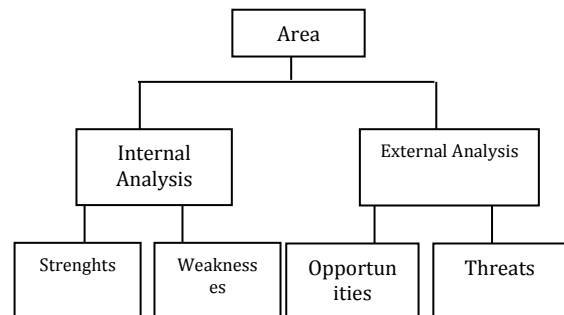 Area
Internal
Analysis
External Analysis
Strenghts
Weakness
es
Opportun
ities
Threats